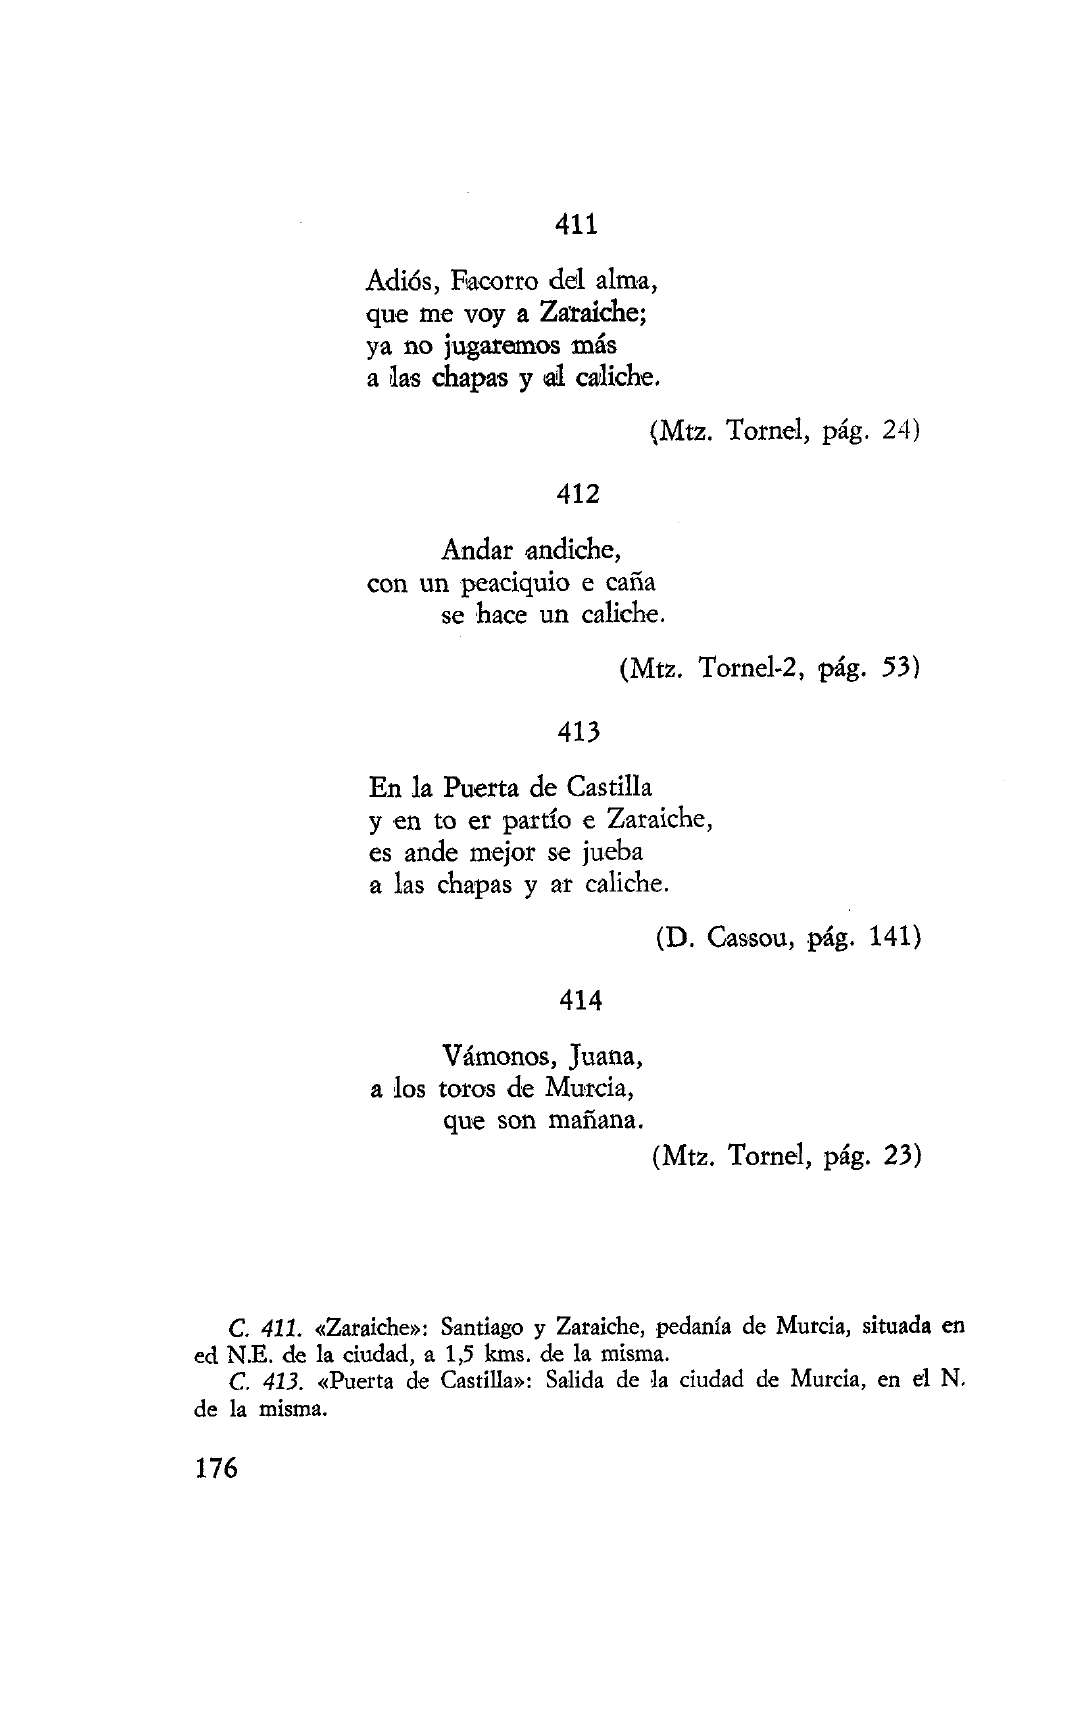 411
Adiós, Facorro del alma,
que me voy a Zaraiche;
ya no jugaremos más
a las chapas y al caliche.
(Mtz. Tornel, pág. 24)
412
Andar andiche,
con un peaciquio e caña
se hace un caliche.
(Mtz. Tornel-2, pág. 53)
413
En la Puerta de Castilla
y en to er partío e Zaraiche,
es ande mejor se jueba
a las chapas y ar caliche.
(D. Cassou, pág. 141)
414
Vámonos, Juana,
a los toros de Murcia,
que son mañana.
(Mtz. Tornel, pág. 23)
C. 411. «Zaraiche»: Santiago y Zaraiche, pedanía de Murcia, situada en
ed N.E. de la ciudad, a 1,5 kms. de la misma.
C. 413. «Puerta de Castilla»: Salida de la ciudad de Murcia, en el N.
de la misma.
176